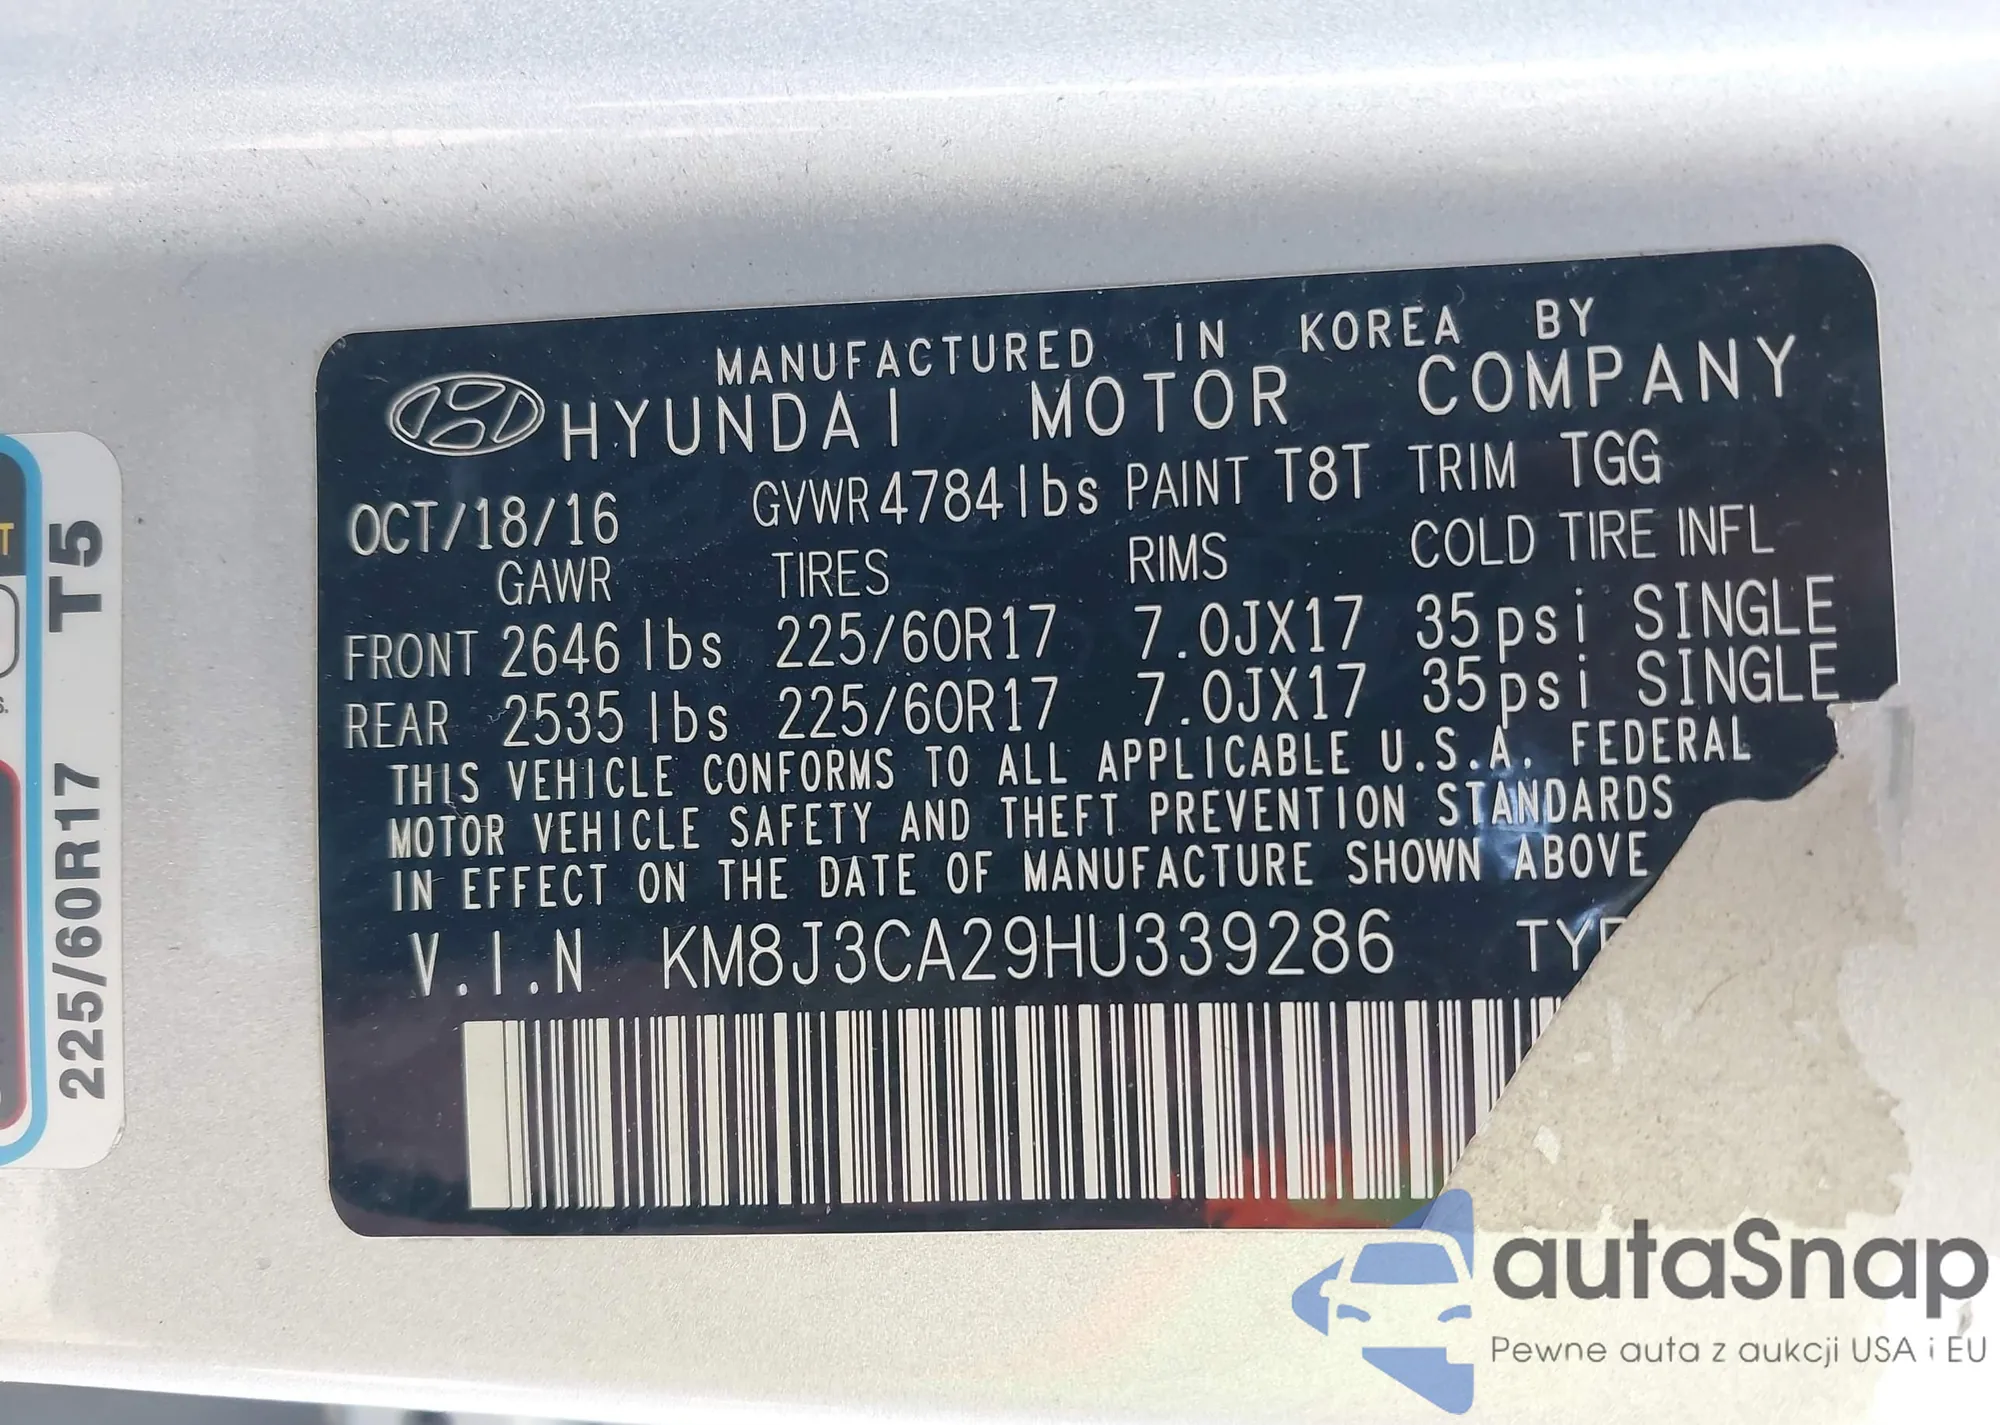 MANUFACTURED IN KOREA BY
HYUNDAI MOTOR COMPANY
OCT/18/16 GVWR 4784lbs PAINT T8T TRIM TGG
GAWR TIRES RIMS COLD TIRE INFL
FRONT 2646 lbs 225/60R17 7.0JX17 35psi SINGLE
REAR 2535 lbs 225/60R17 7.0JX17 35psi SINGLE
THIS VEHICLE CONFORMS TO ALL APPLICABLE U.S.A. FEDERAL
MOTOR VEHICLE SAFETY AND THEFT PREVENTION STANDARDS
IN EFFECT ON THE DATE OF MANUFACTURE SHOWN ABOVE
V.I.N KM8J3CA29HU339286
225/60R17 T5
autaSnap
Pewne auta z aukcji USA i EU